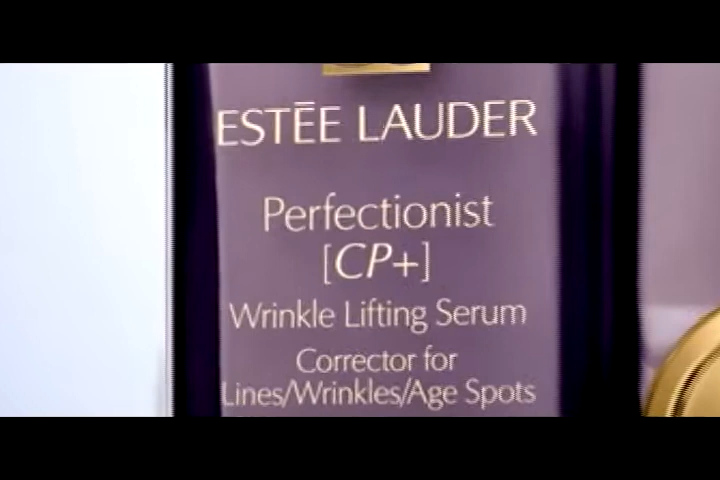 ESTĒE LAUDER
Perfectionist
[CP+]
Wrinkle Lifting Serum
Corrector for
Lines/Wrinkles/Age Spots